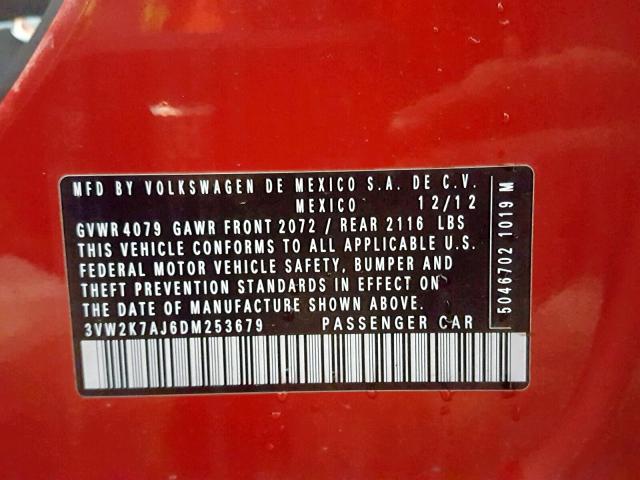 MFD BY VOLKSWAGEN DE MEXICO S.A. DE C.V.
MEXICO 12/12
GVWR 4079 GAWR FRONT 2072 / REAR 2116 LBS
THIS VEHICLE CONFORMS TO ALL APPLICABLE U.S.
FEDERAL MOTOR VEHICLE SAFETY, BUMPER AND
THEFT PREVENTION STANDARDS IN EFFECT ON
THE DATE OF MANUFACTURE SHOWN ABOVE.
3VW2K7AJ6DM253679 PASSENGER CAR
5046702 1019 M